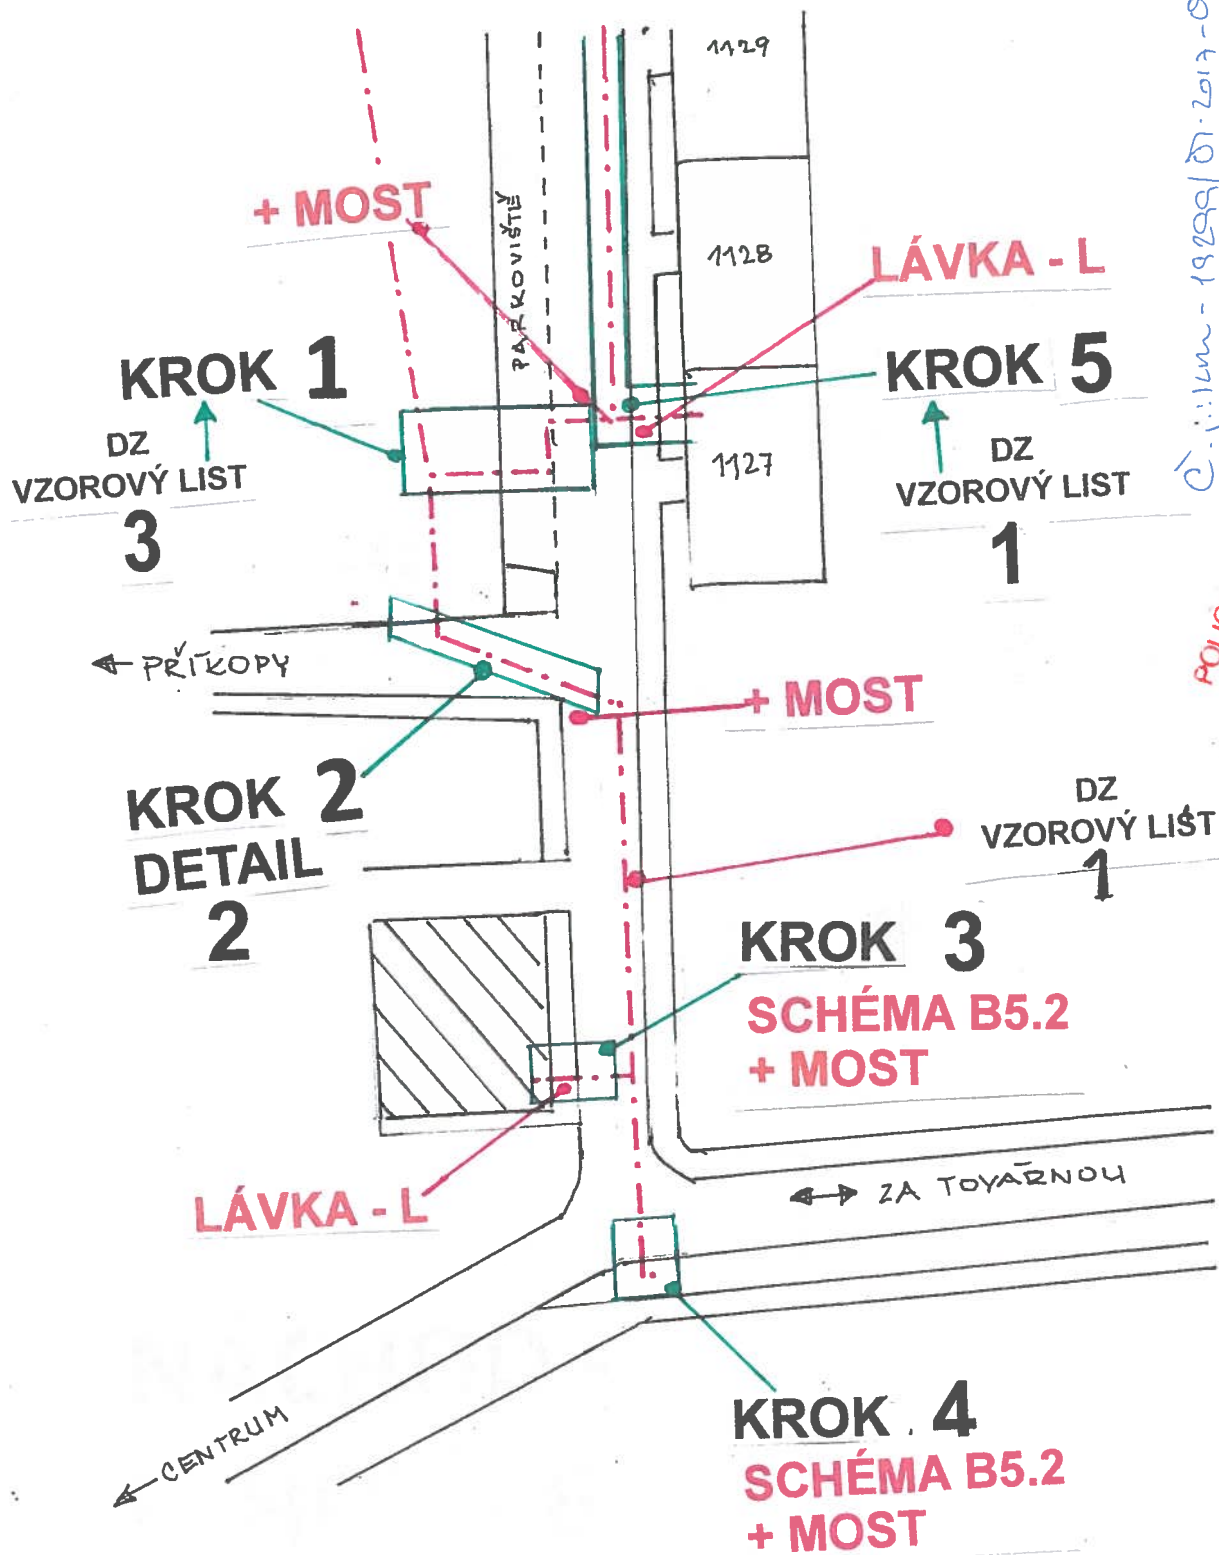 1129
+ MOST
PARKOVIŠTĚ
1128
LÁVKA - L
KROK 1
DZ
VZOROVÝ LIST
3
KROK 5
DZ
VZOROVÝ LIST
1
1127
← PŘÍKOPY
+ MOST
KROK 2
DETAIL
2
DZ
VZOROVÝ LIST
1
KROK 3
SCHÉMA B5.2
+ MOST
LÁVKA - L
↔ ZA TOVÁRNOU
← CENTRUM
KROK 4
SCHÉMA B5.2
+ MOST